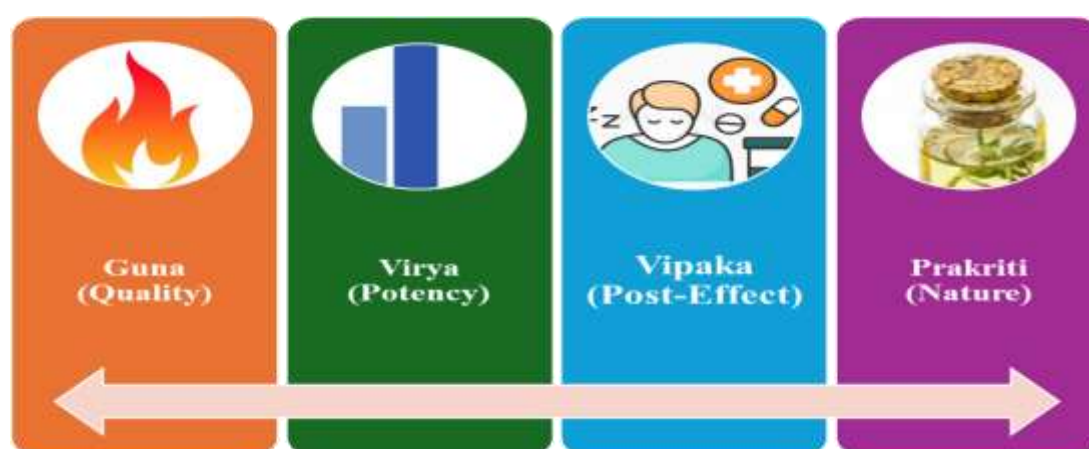 Guna
(Quality)
Virya
(Potency)
Vipaka
(Post-Effect)
Prakriti
(Nature)
z